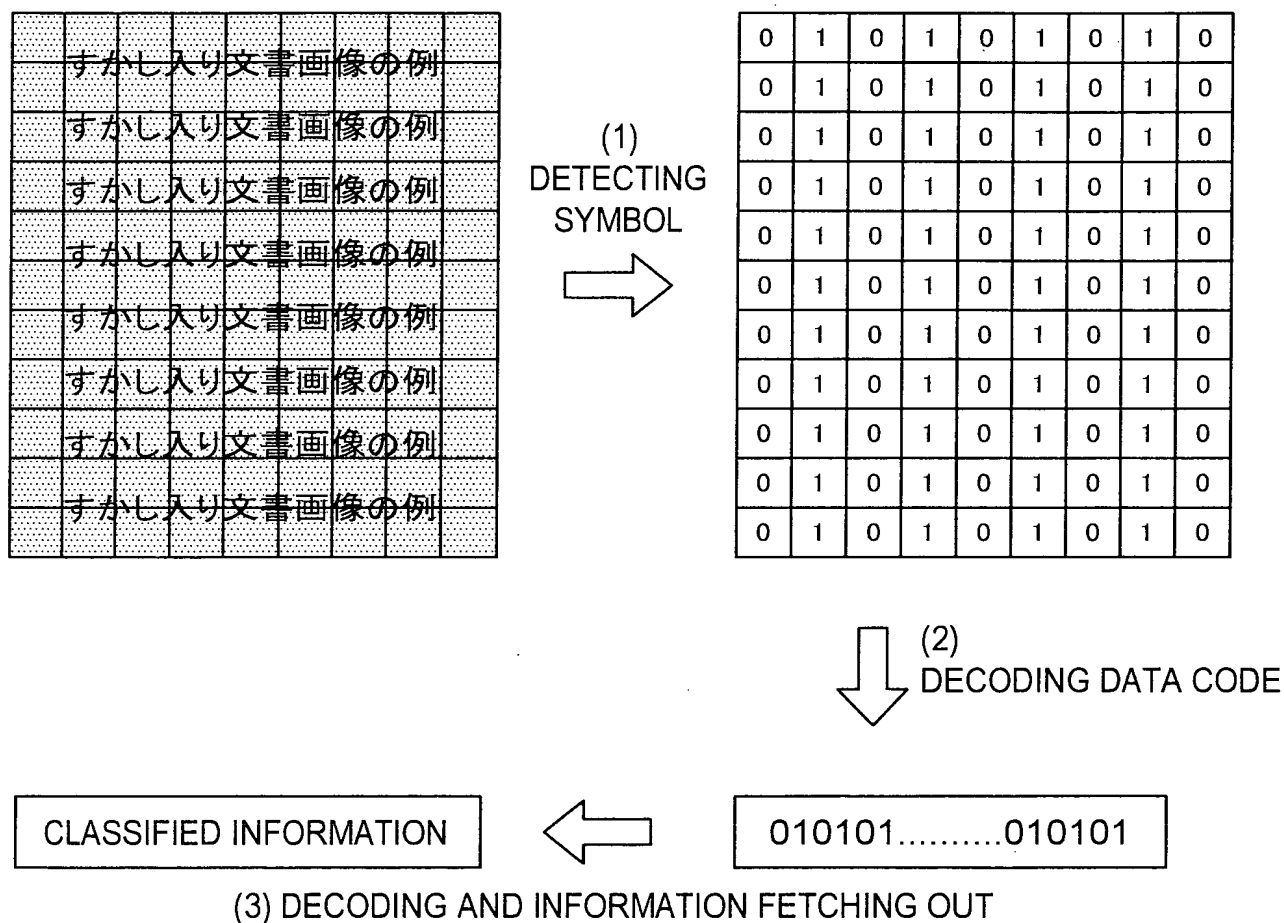 すかし入り文書画像の例
すかし入り文書画像の例
すかし入り文書画像の例
すかし入り文書画像の例
すかし入り文書画像の例
すかし入り文書画像の例
すかし入り文書画像の例
すかし入り文書画像の例
(1)
DETECTING
SYMBOL
0 1 0 1 0 1 0 1 0
0 1 0 1 0 1 0 1 0
0 1 0 1 0 1 0 1 0
0 1 0 1 0 1 0 1 0
0 1 0 1 0 1 0 1 0
0 1 0 1 0 1 0 1 0
0 1 0 1 0 1 0 1 0
0 1 0 1 0 1 0 1 0
0 1 0 1 0 1 0 1 0
0 1 0 1 0 1 0 1 0
0 1 0 1 0 1 0 1 0
(2)
DECODING DATA CODE
010101..........010101
CLASSIFIED INFORMATION
(3) DECODING AND INFORMATION FETCHING OUT